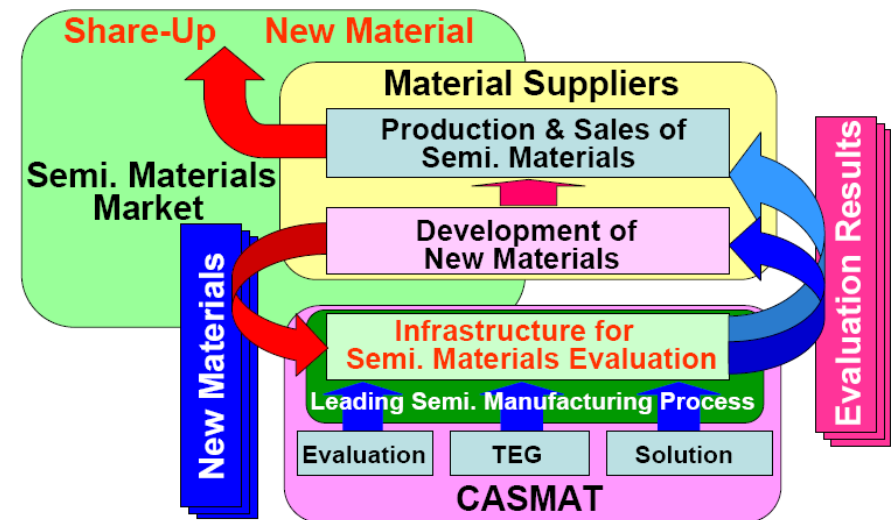 Share-Up New Material
Material Suppliers
Production & Sales of
Semi. Materials
Semi. Materials
Market
Development of
New Materials
New Materials
Evaluation Results
Infrastructure for
Semi. Materials Evaluation
Leading Semi. Manufacturing Process
Evaluation
TEG
Solution
CASMAT